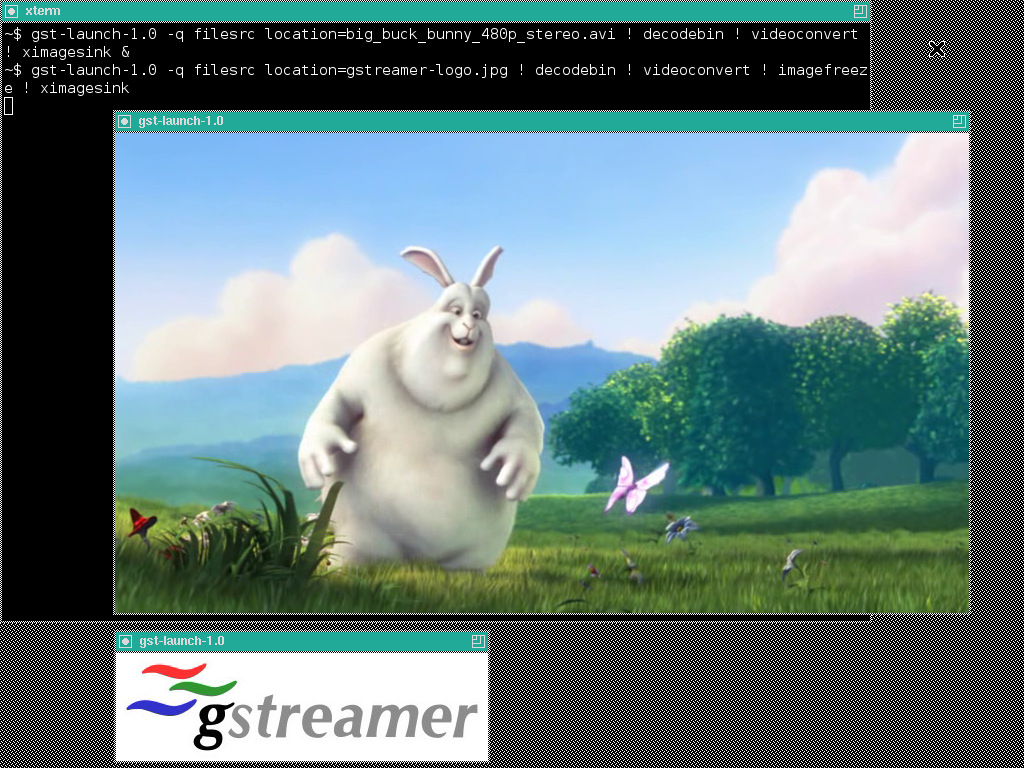 xterm
~$ gst-launch-1.0 -q filesrc location=big_buck_bunny_480p_stereo.avi ! decodebin ! videoconvert
! ximagesink &
~$ gst-launch-1.0 -q filesrc location=gstreamer-logo.jpg ! decodebin ! videoconvert ! imagefreez
e ! ximagesink
gst-launch-1.0
gst-launch-1.0
gstreamer